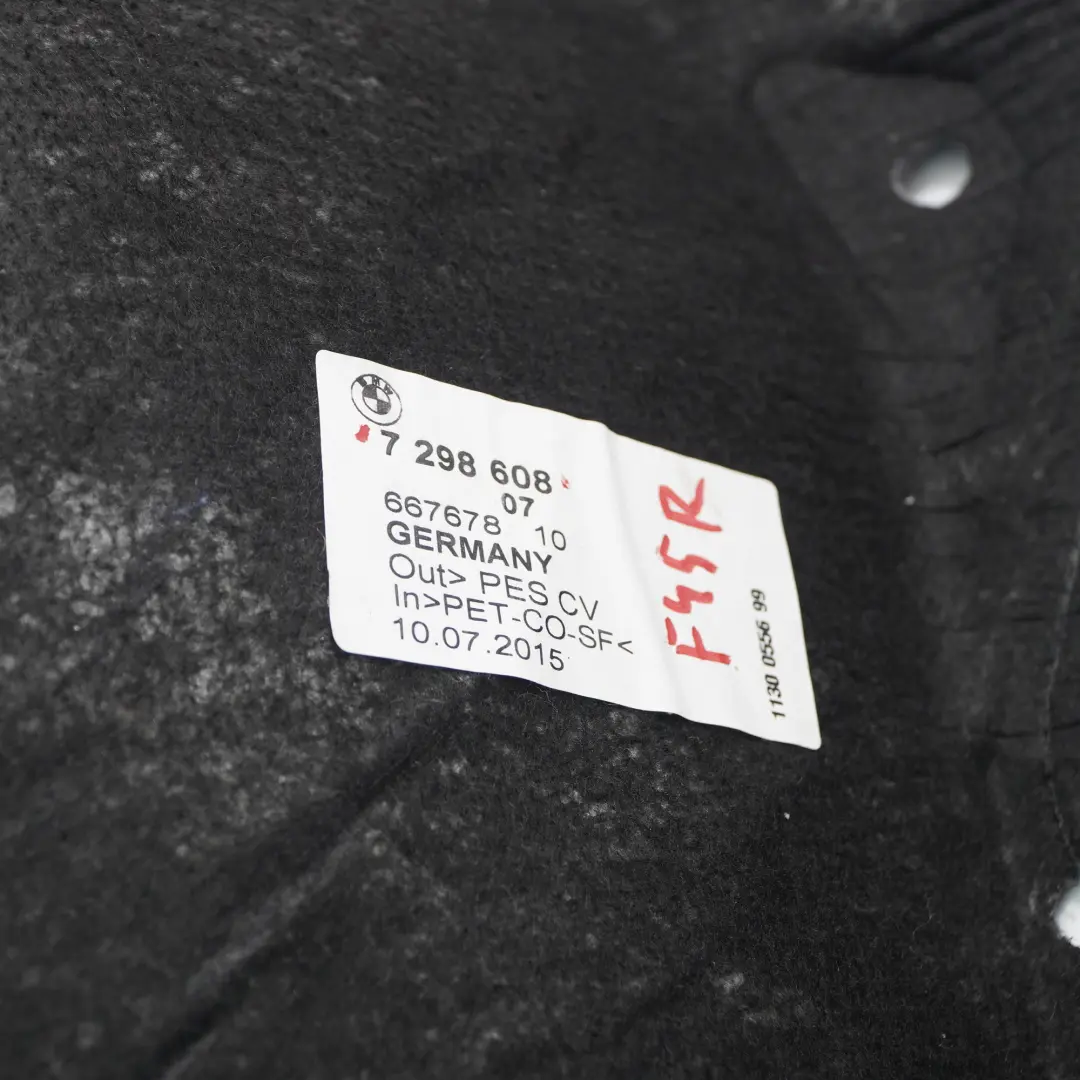 BMW
7 298 608
07
667678 10
GERMANY
Out> PES CV
In>PET-CO-SF<
10.07.2015
F45R
1130 0556 99